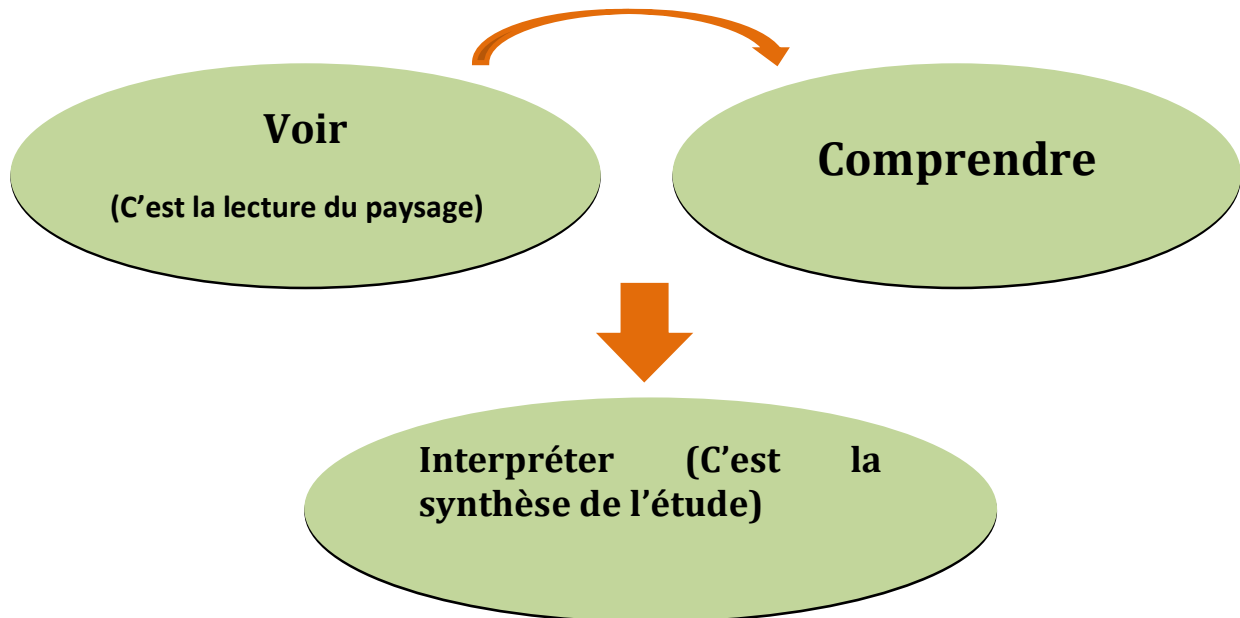 Voir
(C’est la lecture du paysage)
Comprendre
Interpréter (C’est la
synthèse de l’étude)